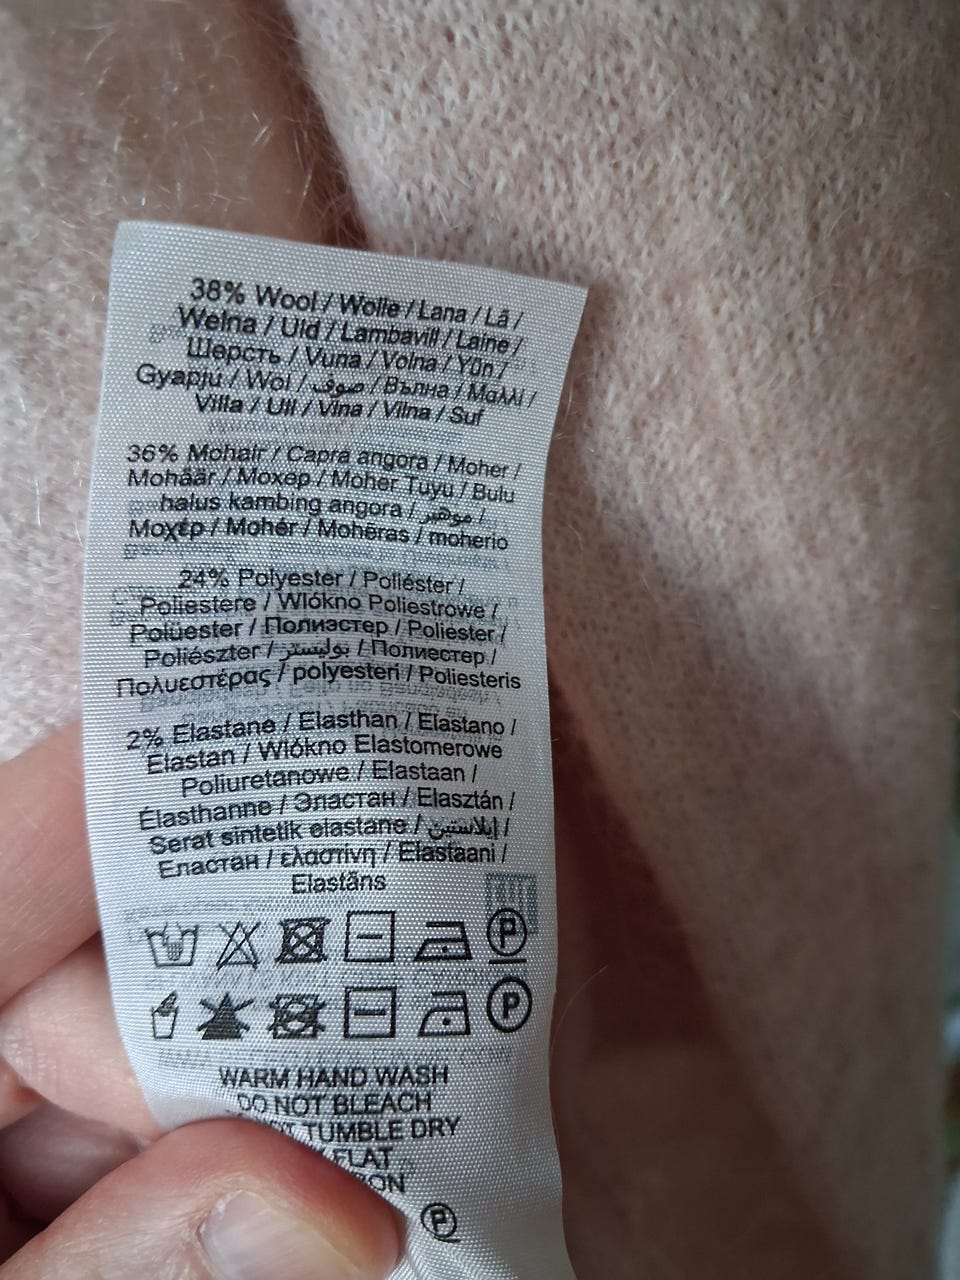 38% Wool / Wolle / Lana / Lã /
Wełna / Uld / Lambavill / Laine /
Шерсть / Vuna / Volna / Yün /
Gyapjú / Wol / صوف / Вълна / Μαλλί /
Villa / Ull / Vlna / Vilna / Suf
36% Mohair / Capra angora / Moher /
Mohäär / Мохер / Moher Tuyu / Bulu
halus kambing angora / موهير /
Μοχέρ / Mohér / Mohēras / moherio
24% Polyester / Poliéster /
Poliestere / Włókno Poliestrowe /
Polüester / Полиэстер / Poliester /
Poliészter / بوليستر / Полиестер /
Πολυεστέρας / polyesteri / Poliesteris
2% Elastane / Elasthan / Elastano /
Elastan / Włókno Elastomerowe
Poliuretanowe / Elastaan /
Élasthanne / Эластан / Elasztán /
Serat sintetik elastane / إيلاستين /
Еластан / ελαστίνη / Elastaani /
Elastāns
P
P
WARM HAND WASH
DO NOT BLEACH
TUMBLE DRY
FLAT
P